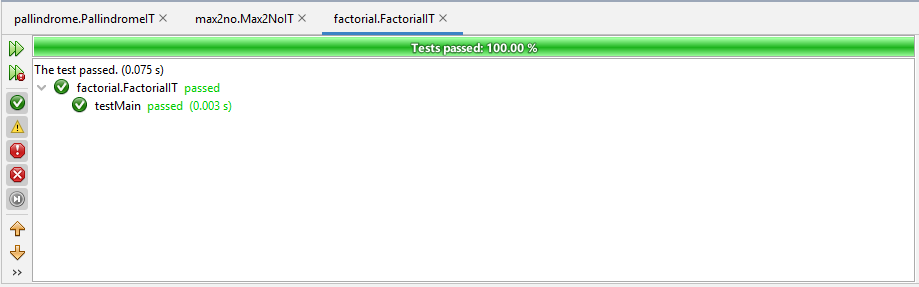 pallindrome.PallindromeIT max2no.Max2NoIT factorial.FactorialIT
Tests passed: 100.00 %
The test passed. (0.075 s)
factorial.FactorialIT passed
testMain passed (0.003 s)